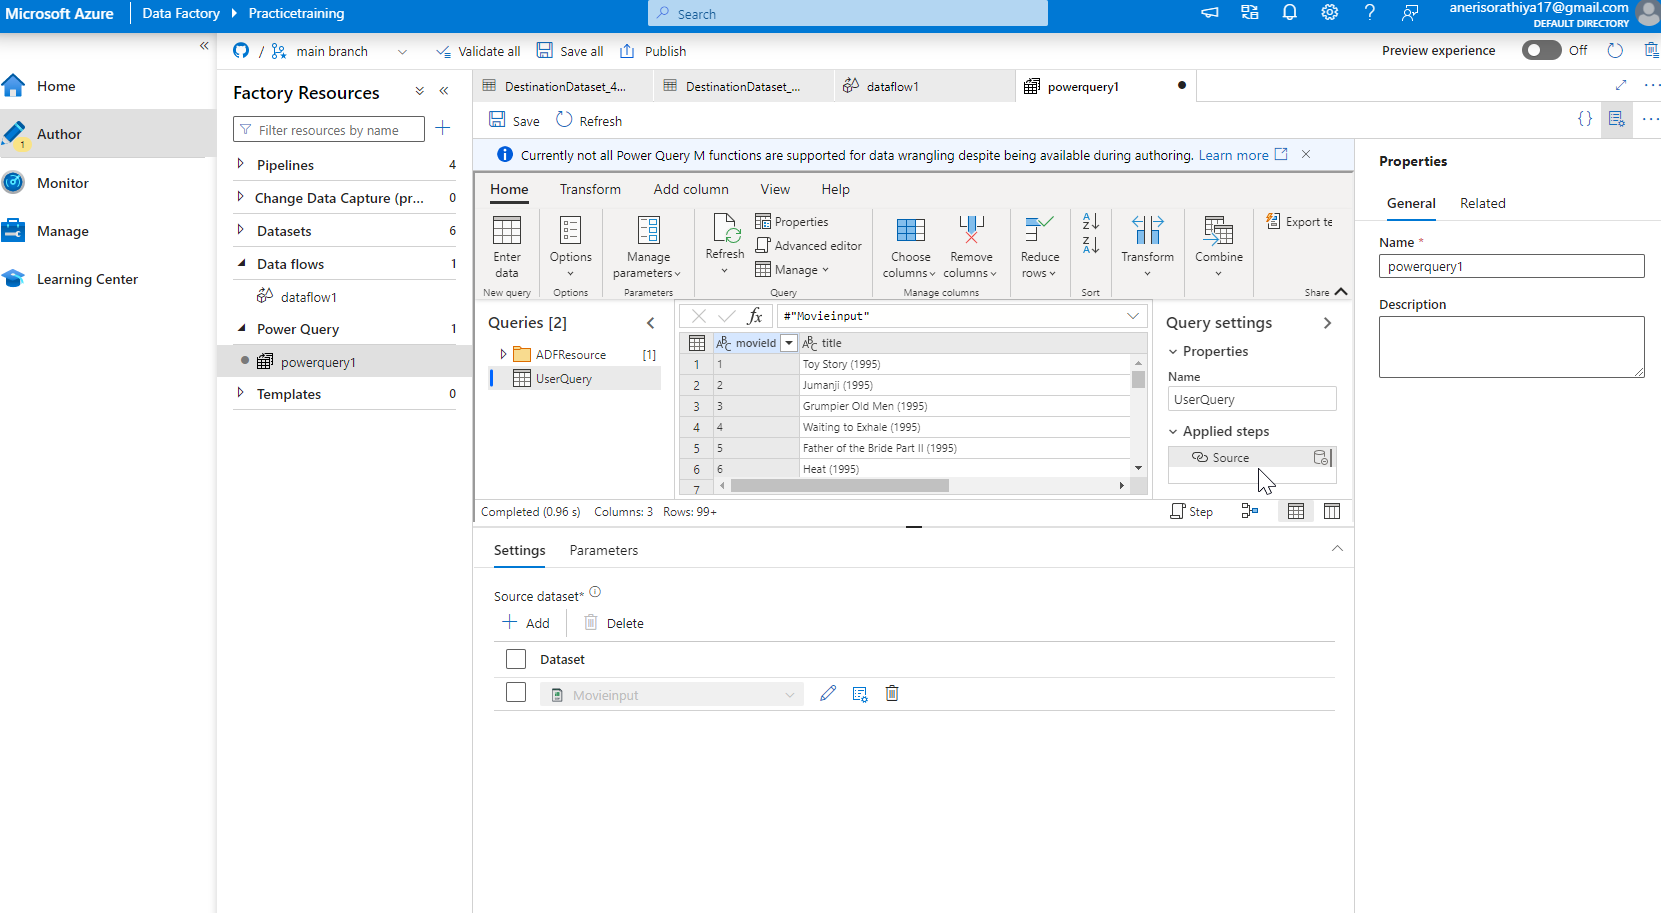 Microsoft Azure
Data Factory
Practicetraining
Search
anerisorathiya17@gmail.com
DEFAULT DIRECTORY
Home
Author
1
Monitor
Manage
Learning Center
/
main branch
Validate all
Save all
Publish
Preview experience
Off
Factory Resources
Filter resources by name
Pipelines 4
Change Data Capture (pr... 0
Datasets 6
Data flows 1
dataflow1
Power Query 1
powerquery1
Templates 0
DestinationDataset_4...
DestinationDataset_...
dataflow1
powerquery1
Save
Refresh
{}
Currently not all Power Query M functions are supported for data wrangling despite being available during authoring. Learn more
Home
Transform
Add column
View
Help
Enter
data
New query
Options
Options
Manage
parameters
Parameters
Refresh
Properties
Advanced editor
Manage
Query
Choose
columns
Remove
columns
Manage columns
Reduce
rows
A
Z
Z
A
Sort
Transform
Combine
Export te
Share
Queries [2]
ADFResource [1]
UserQuery
fx
#"Movieinput"
ABC movieId
ABC title
1 1 Toy Story (1995)
2 2 Jumanji (1995)
3 3 Grumpier Old Men (1995)
4 4 Waiting to Exhale (1995)
5 5 Father of the Bride Part II (1995)
6 6 Heat (1995)
7
Query settings
Properties
Name
UserQuery
Applied steps
Source
Completed (0.96 s) Columns: 3 Rows: 99+
Step
Settings
Parameters
Source dataset*
Add
Delete
Dataset
Movieinput
Properties
General
Related
Name *
powerquery1
Description